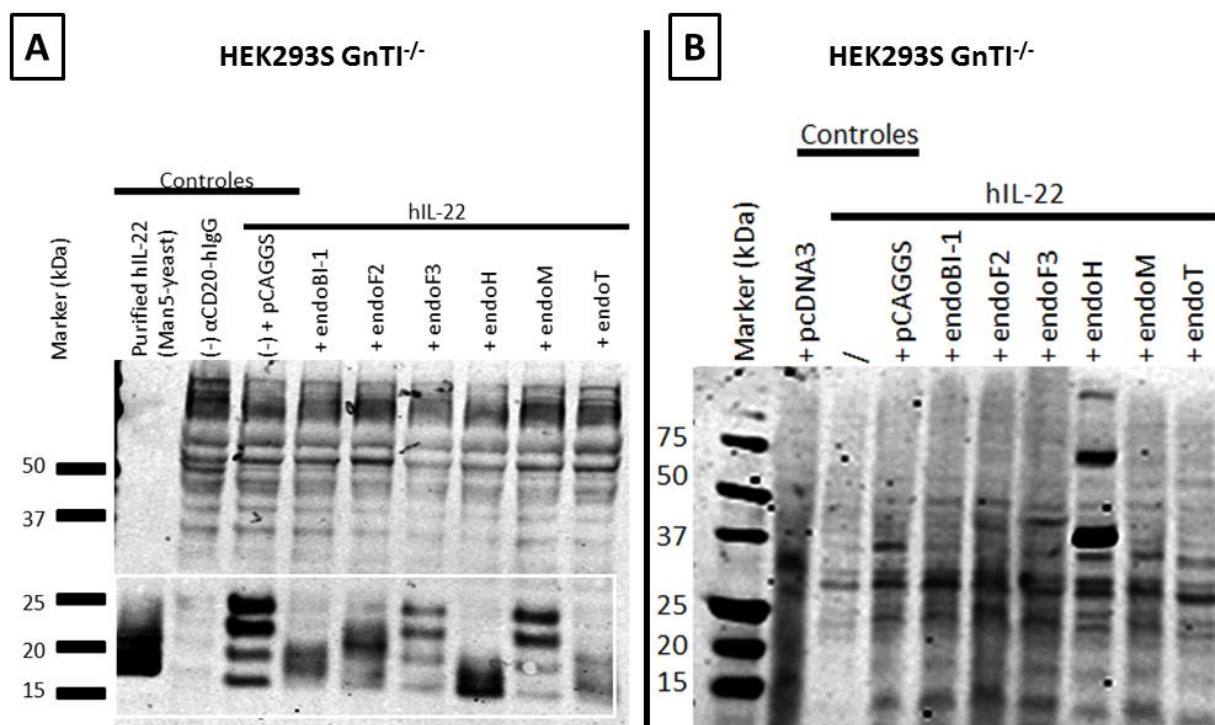 A
HEK293S GnTI-/-
Controles
hIL-22
Marker (kDa)
Purified hIL-22
(Man5-yeast)
(-) αCD20-hIgG
(-) + pCAGGS
+ endoBI-1
+ endoF2
+ endoF3
+ endoH
+ endoM
+ endoT
50
37
25
20
15
B
HEK293S GnTI-/-
Controles
hIL-22
Marker (kDa)
+ pcDNA3
/
+ pCAGGS
+ endoBI-1
+ endoF2
+ endoF3
+ endoH
+ endoM
+ endoT
75
50
37
25
20
15